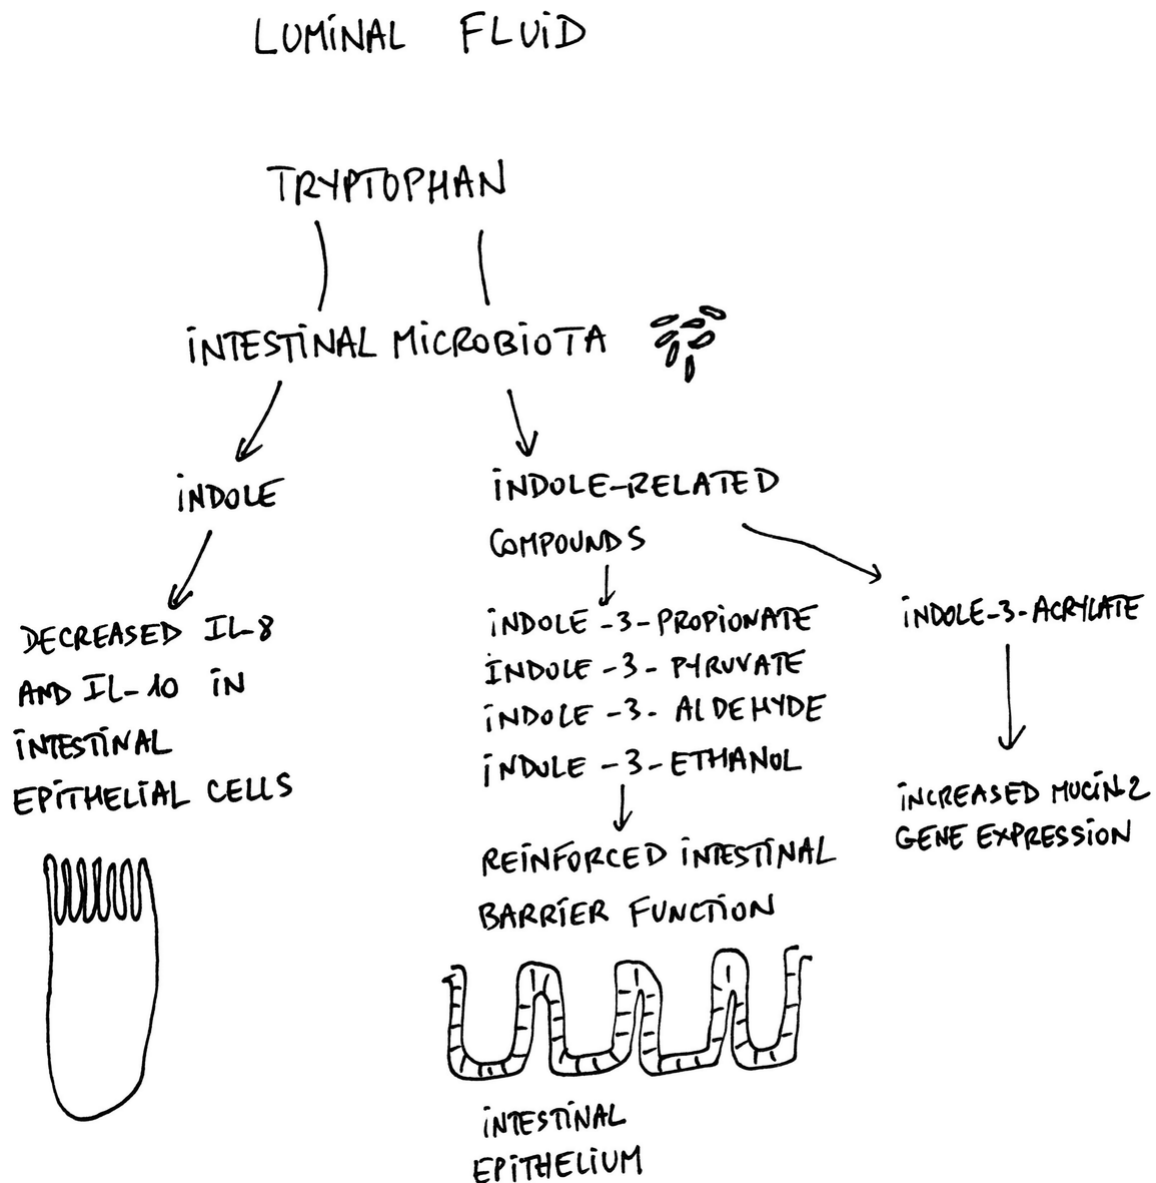 LUMINAL FLUID
TRYPTOPHAN
INTESTINAL MICROBIOTA
INDOLE
INDOLE-RELATED
COMPOUNDS
DECREASED IL-8
AND IL-10 IN
INTESTINAL
EPITHELIAL CELLS
INDOLE-3-PROPIONATE
INDOLE-3-PYRUVATE
INDOLE-3-ALDEHYDE
INDOLE-3-ETHANOL
REINFORCED INTESTINAL
BARRIER FUNCTION
INTESTINAL
EPITHELIUM
INDOLE-3-ACRYLATE
INCREASED MUCIN-2
GENE EXPRESSION